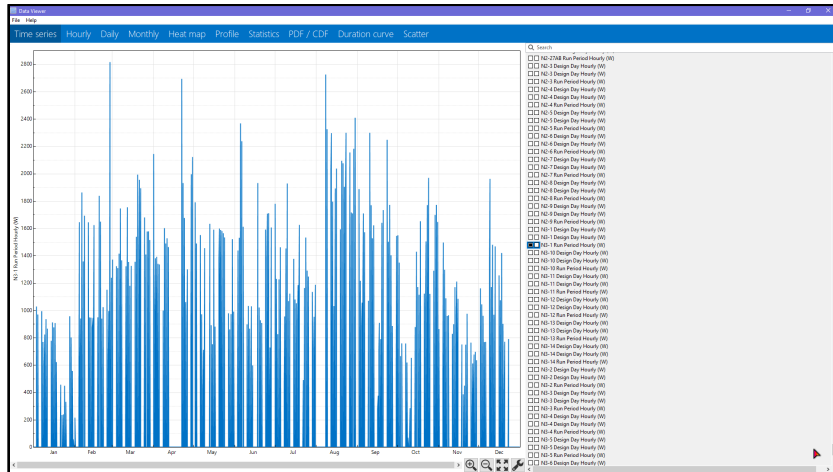 Data Viewer
File Help
Time series Hourly Daily Monthly Heat map Profile Statistics PDF / CDF Duration curve Scatter
Search
N2-27AB Run Period Hourly (W)
N2-3 Design Day Hourly (W)
N2-3 Design Day Hourly (W)
N2-3 Run Period Hourly (W)
N2-4 Design Day Hourly (W)
N2-4 Design Day Hourly (W)
N2-4 Run Period Hourly (W)
N2-5 Design Day Hourly (W)
N2-5 Design Day Hourly (W)
N2-5 Run Period Hourly (W)
N2-6 Design Day Hourly (W)
N2-6 Design Day Hourly (W)
N2-6 Run Period Hourly (W)
N2-7 Design Day Hourly (W)
N2-7 Design Day Hourly (W)
N2-7 Run Period Hourly (W)
N2-8 Design Day Hourly (W)
N2-8 Design Day Hourly (W)
N2-8 Run Period Hourly (W)
N2-9 Design Day Hourly (W)
N2-9 Design Day Hourly (W)
N2-9 Run Period Hourly (W)
N3-1 Design Day Hourly (W)
N3-1 Design Day Hourly (W)
N3-1 Run Period Hourly (W)
N3-10 Design Day Hourly (W)
N3-10 Design Day Hourly (W)
N3-10 Run Period Hourly (W)
N3-11 Design Day Hourly (W)
N3-11 Design Day Hourly (W)
N3-11 Run Period Hourly (W)
N3-12 Design Day Hourly (W)
N3-12 Design Day Hourly (W)
N3-12 Run Period Hourly (W)
N3-13 Design Day Hourly (W)
N3-13 Design Day Hourly (W)
N3-13 Run Period Hourly (W)
N3-14 Design Day Hourly (W)
N3-14 Design Day Hourly (W)
N3-14 Run Period Hourly (W)
N3-2 Design Day Hourly (W)
N3-2 Design Day Hourly (W)
N3-2 Run Period Hourly (W)
N3-3 Design Day Hourly (W)
N3-3 Design Day Hourly (W)
N3-3 Run Period Hourly (W)
N3-4 Design Day Hourly (W)
N3-4 Design Day Hourly (W)
N3-4 Run Period Hourly (W)
N3-5 Design Day Hourly (W)
N3-5 Design Day Hourly (W)
N3-5 Run Period Hourly (W)
N3-6 Design Day Hourly (W)
N3-1 Run Period Hourly (W)
2800
2600
2400
2200
2000
1800
1600
1400
1200
1000
800
600
400
200
0
Jan Feb Mar Apr May Jun Jul Aug Sep Oct Nov Dec